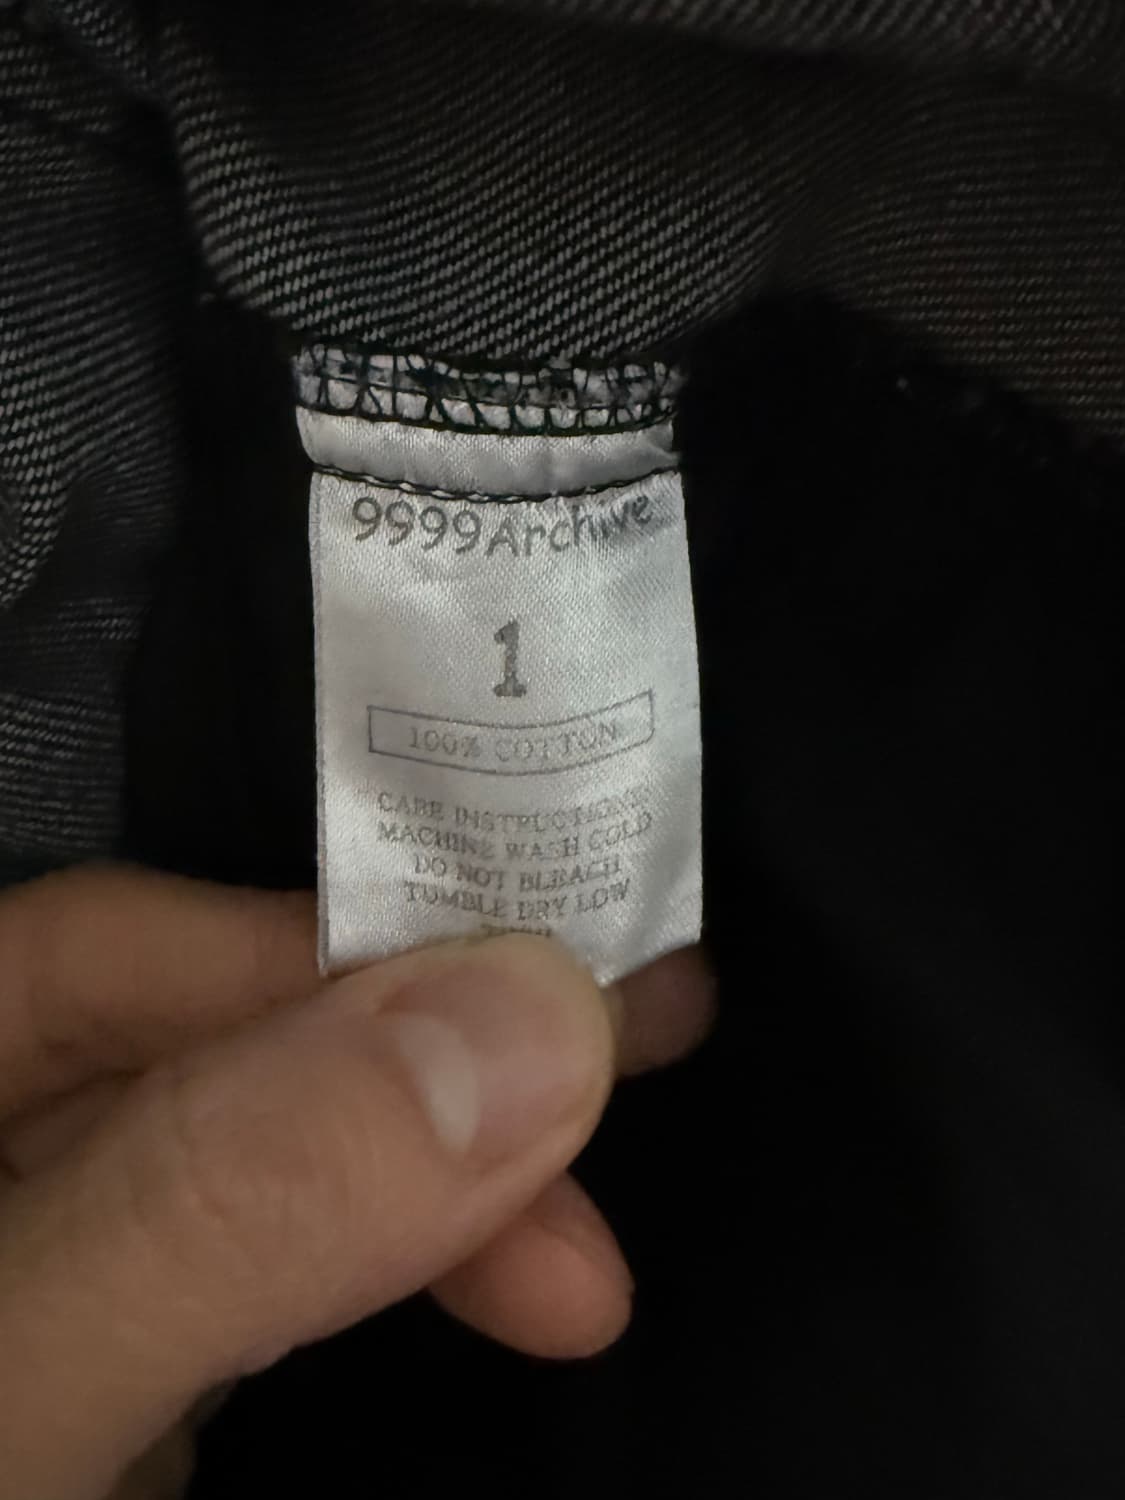 9999Archive
1
100% COTTON
CARE INSTRUCTIONS
MACHINE WASH COLD
DO NOT BLEACH
TUMBLE DRY LOW